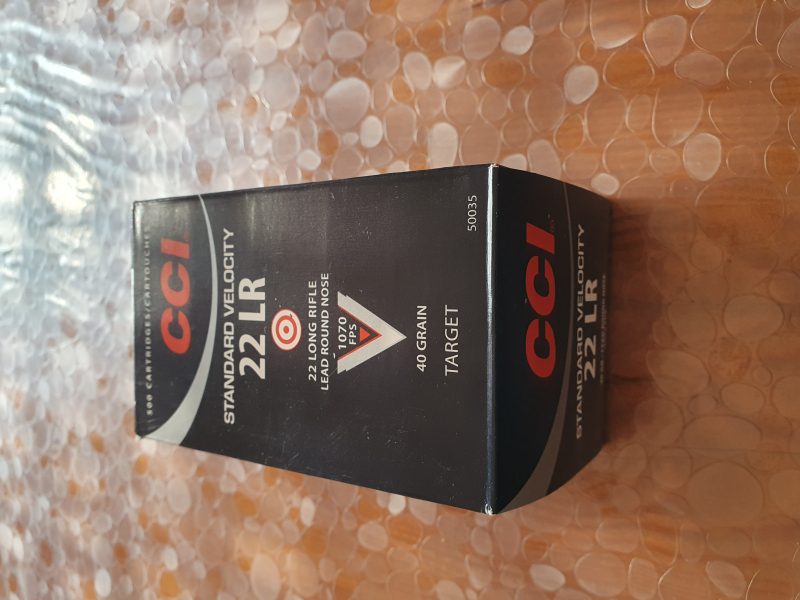 500 CARTRIDGES/CARTOUCHES
CCI
STANDARD VELOCITY
22 LR
22 LONG RIFLE
LEAD ROUND NOSE
1070
FPS
40 GRAIN
TARGET
50035
CCI
STANDARD VELOCITY
22 LR